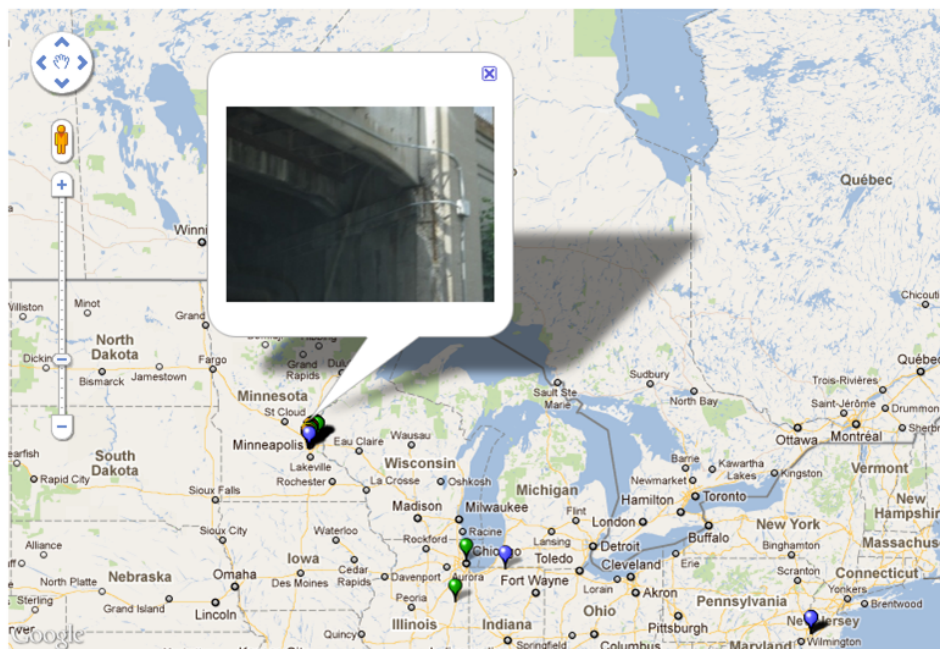 Québec
Winni
Williston
Minot
Grand
Chicouti
North
Dakota
Dickin
Bismarck
Jamestown
Fargo
Grand
Rapids
Dulu
Sault Ste
Marie
Sudbury
North Bay
Québec
Trois-Rivières
Minnesota
St Cloud
Saint-Jérôme
Drummon
Minneapolis
Eau Claire
Wausau
Ottawa
Montréal
Sherb
South
Dakota
Lakeville
Wisconsin
Barrie
Kawartha
Lakes
Kingston
Vermont
earfish
Rapid City
Rochester
La Crosse
Oshkosh
Michigan
Newmarket
Toronto
New
Hampshir
Sioux Falls
Madison
Milwaukee
Hamilton
London
Flint
Buffalo
New York
Massachus
Sioux City
Waterloo
Rockford
Racine
Lansing
Detroit
Erie
Binghamton
Alliance
Iowa
Cedar
Rapids
Chicago
Toledo
Cleveland
Scranton
Connecticut
Nebraska
Omaha
Des Moines
Davenport
Aurora
Fort Wayne
Lorain
Akron
Yonkers
Brentwood
North Platte
Sterling
Grand Island
Lincoln
Peoria
Illinois
Indiana
Ohio
Pennsylvania
Pittsburgh
New Jersey
Google
Quincy
Springfield
Columbus
Maryland
Wilmington